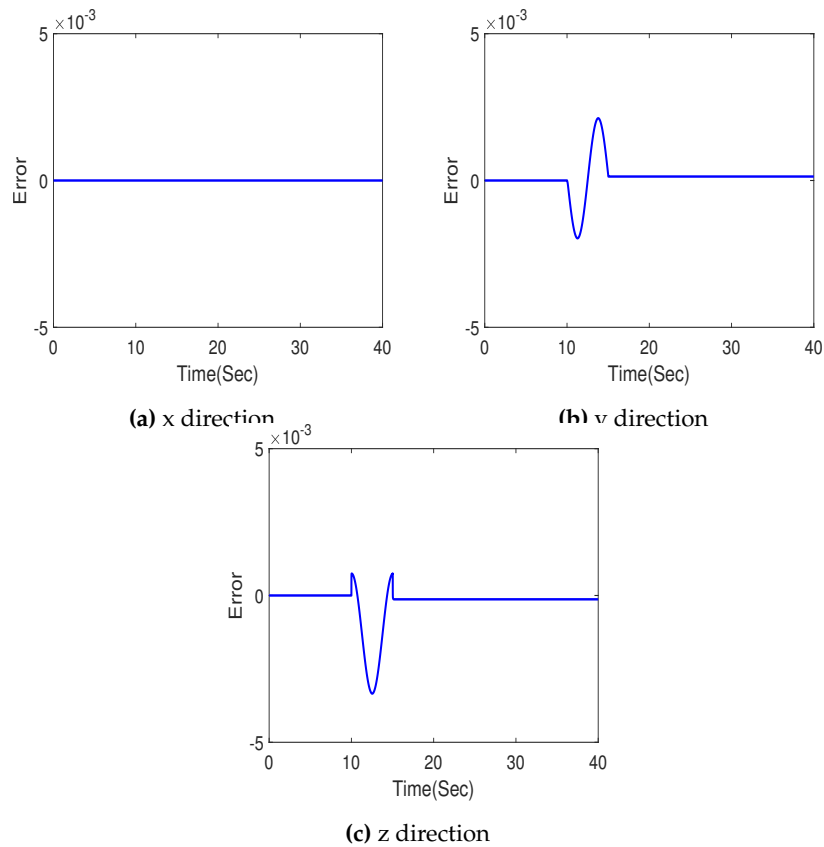 ×10⁻³
5
0
-5
Error
0 10 20 30 40
Time(Sec)
(a) x direction
×10⁻³
5
0
-5
Error
0 10 20 30 40
Time(Sec)
(b) y direction
×10⁻³
5
0
-5
Error
0 10 20 30 40
Time(Sec)
(c) z direction